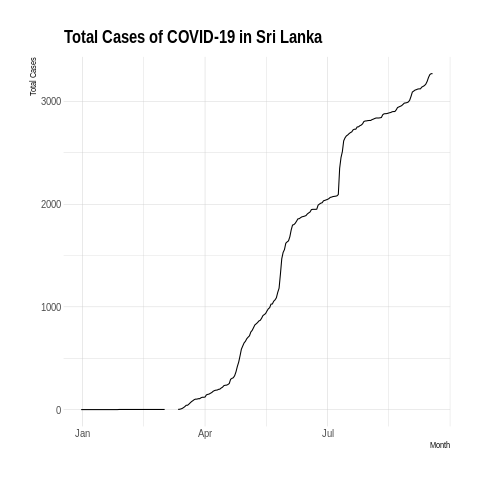 Total Cases of COVID-19 in Sri Lanka
Total Cases
3000
2000
1000
0
Jan Apr Jul
Month